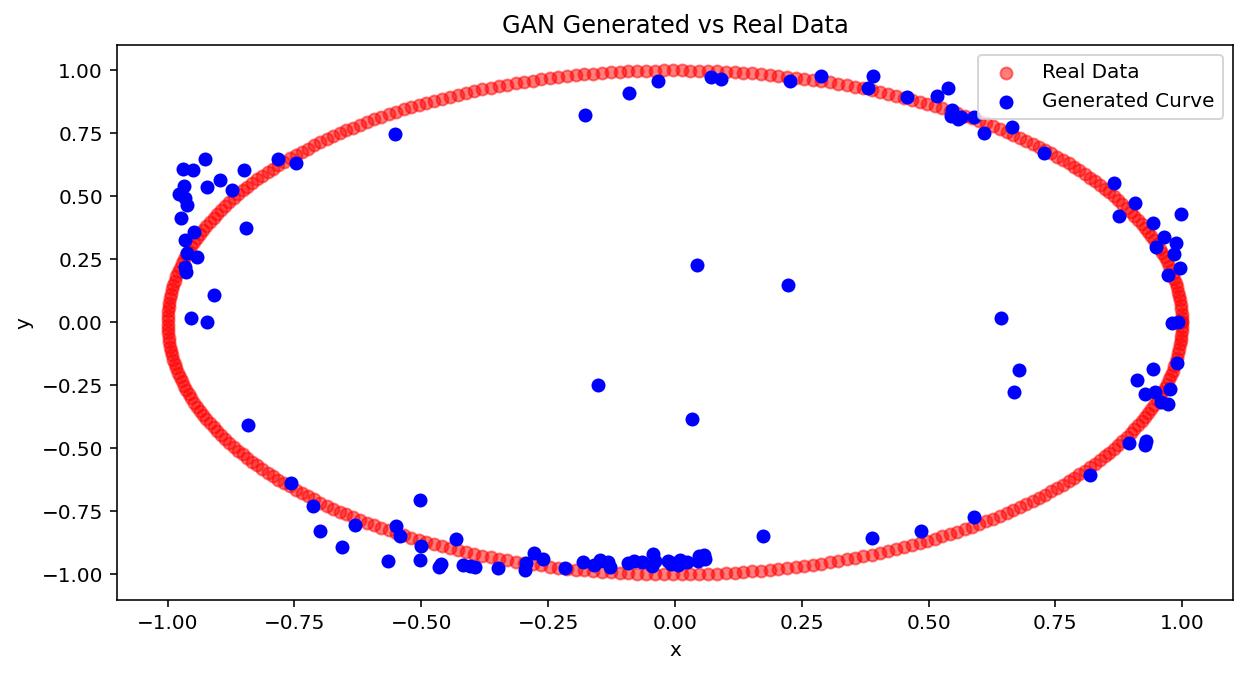 GAN Generated vs Real Data
Real Data
Generated Curve
1.00
0.75
0.50
0.25
0.00
−0.25
−0.50
−0.75
−1.00
y
−1.00 −0.75 −0.50 −0.25 0.00 0.25 0.50 0.75 1.00
x